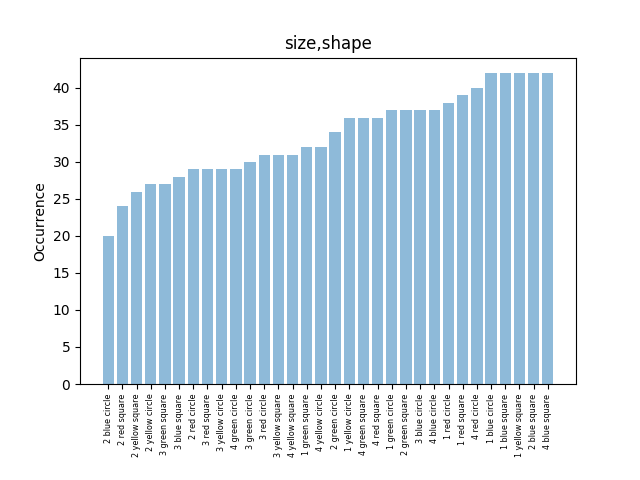 size,shape
Occurrence
40
35
30
25
20
15
10
5
0
2 blue circle
2 red square
2 yellow square
2 yellow circle
3 green square
3 blue square
2 red circle
3 red square
3 yellow circle
4 green circle
3 green circle
3 red circle
3 yellow square
4 yellow square
1 green square
4 yellow circle
2 green circle
1 yellow circle
4 green square
4 red square
1 green circle
2 green square
3 blue circle
4 blue circle
1 red circle
1 red square
4 red circle
1 blue circle
1 blue square
1 yellow square
2 blue square
4 blue square